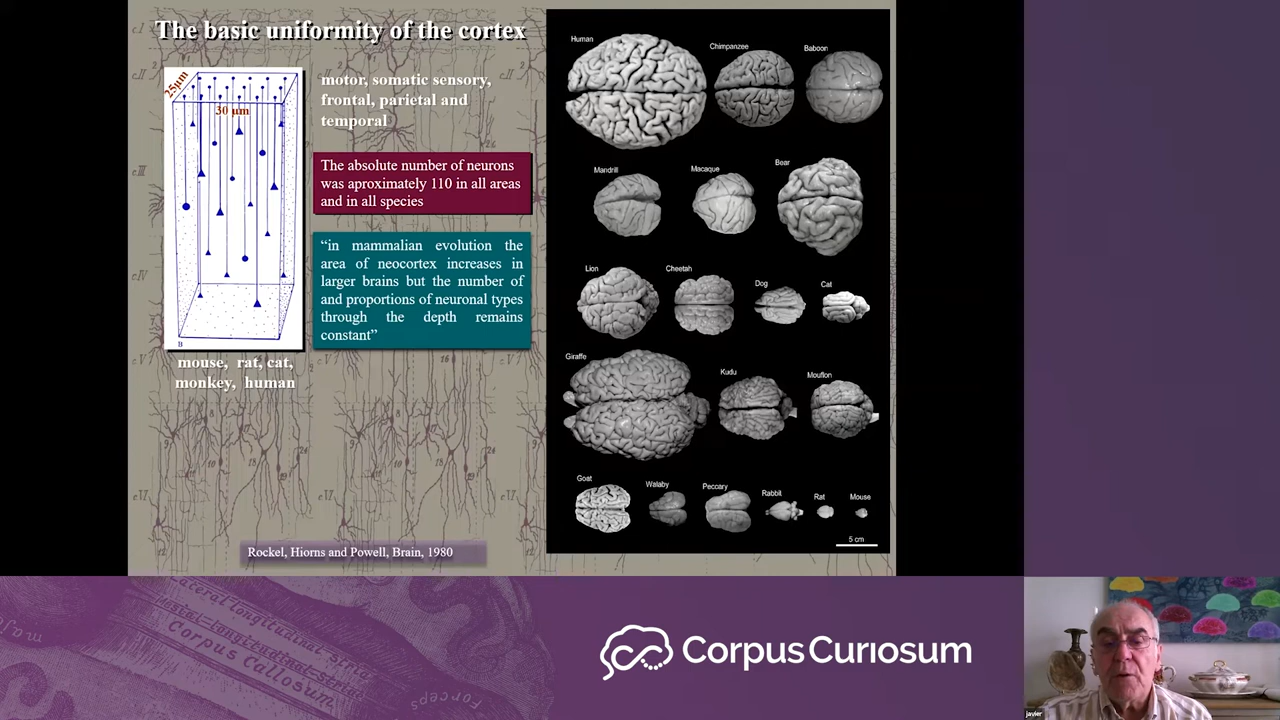 The basic uniformity of the cortex
25µm
30 µm
B
mouse, rat, cat,
monkey, human
motor, somatic sensory,
frontal, parietal and
temporal
The absolute number of neurons
was aproximately 110 in all areas
and in all species
“in mammalian evolution the
area of neocortex increases in
larger brains but the number of
and proportions of neuronal types
through the depth remains
constant”
Rockel, Hiorns and Powell, Brain, 1980
Human
Chimpanzee
Baboon
Mandrill
Macaque
Bear
Lion
Cheetah
Dog
Cat
Giraffe
Kudu
Mouflon
Goat
Walaby
Peccary
Rabbit
Rat
Mouse
5 cm
Lateral longitudinal striæ
Corpus Callosum
Forceps
Corpus Curiosum
javier